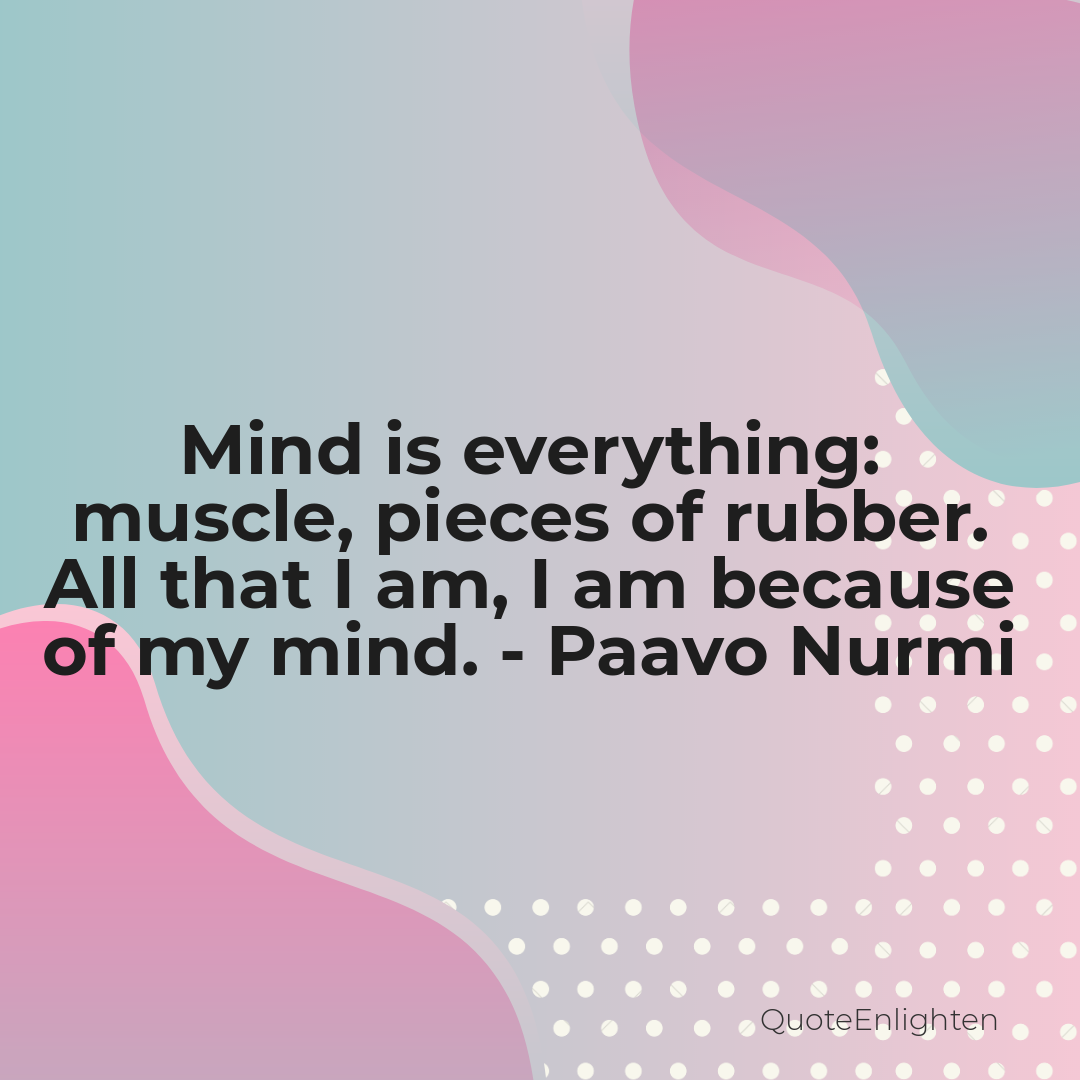 Mind is everything:
muscle, pieces of rubber.
All that I am, I am because
of my mind. - Paavo Nurmi
QuoteEnlighten